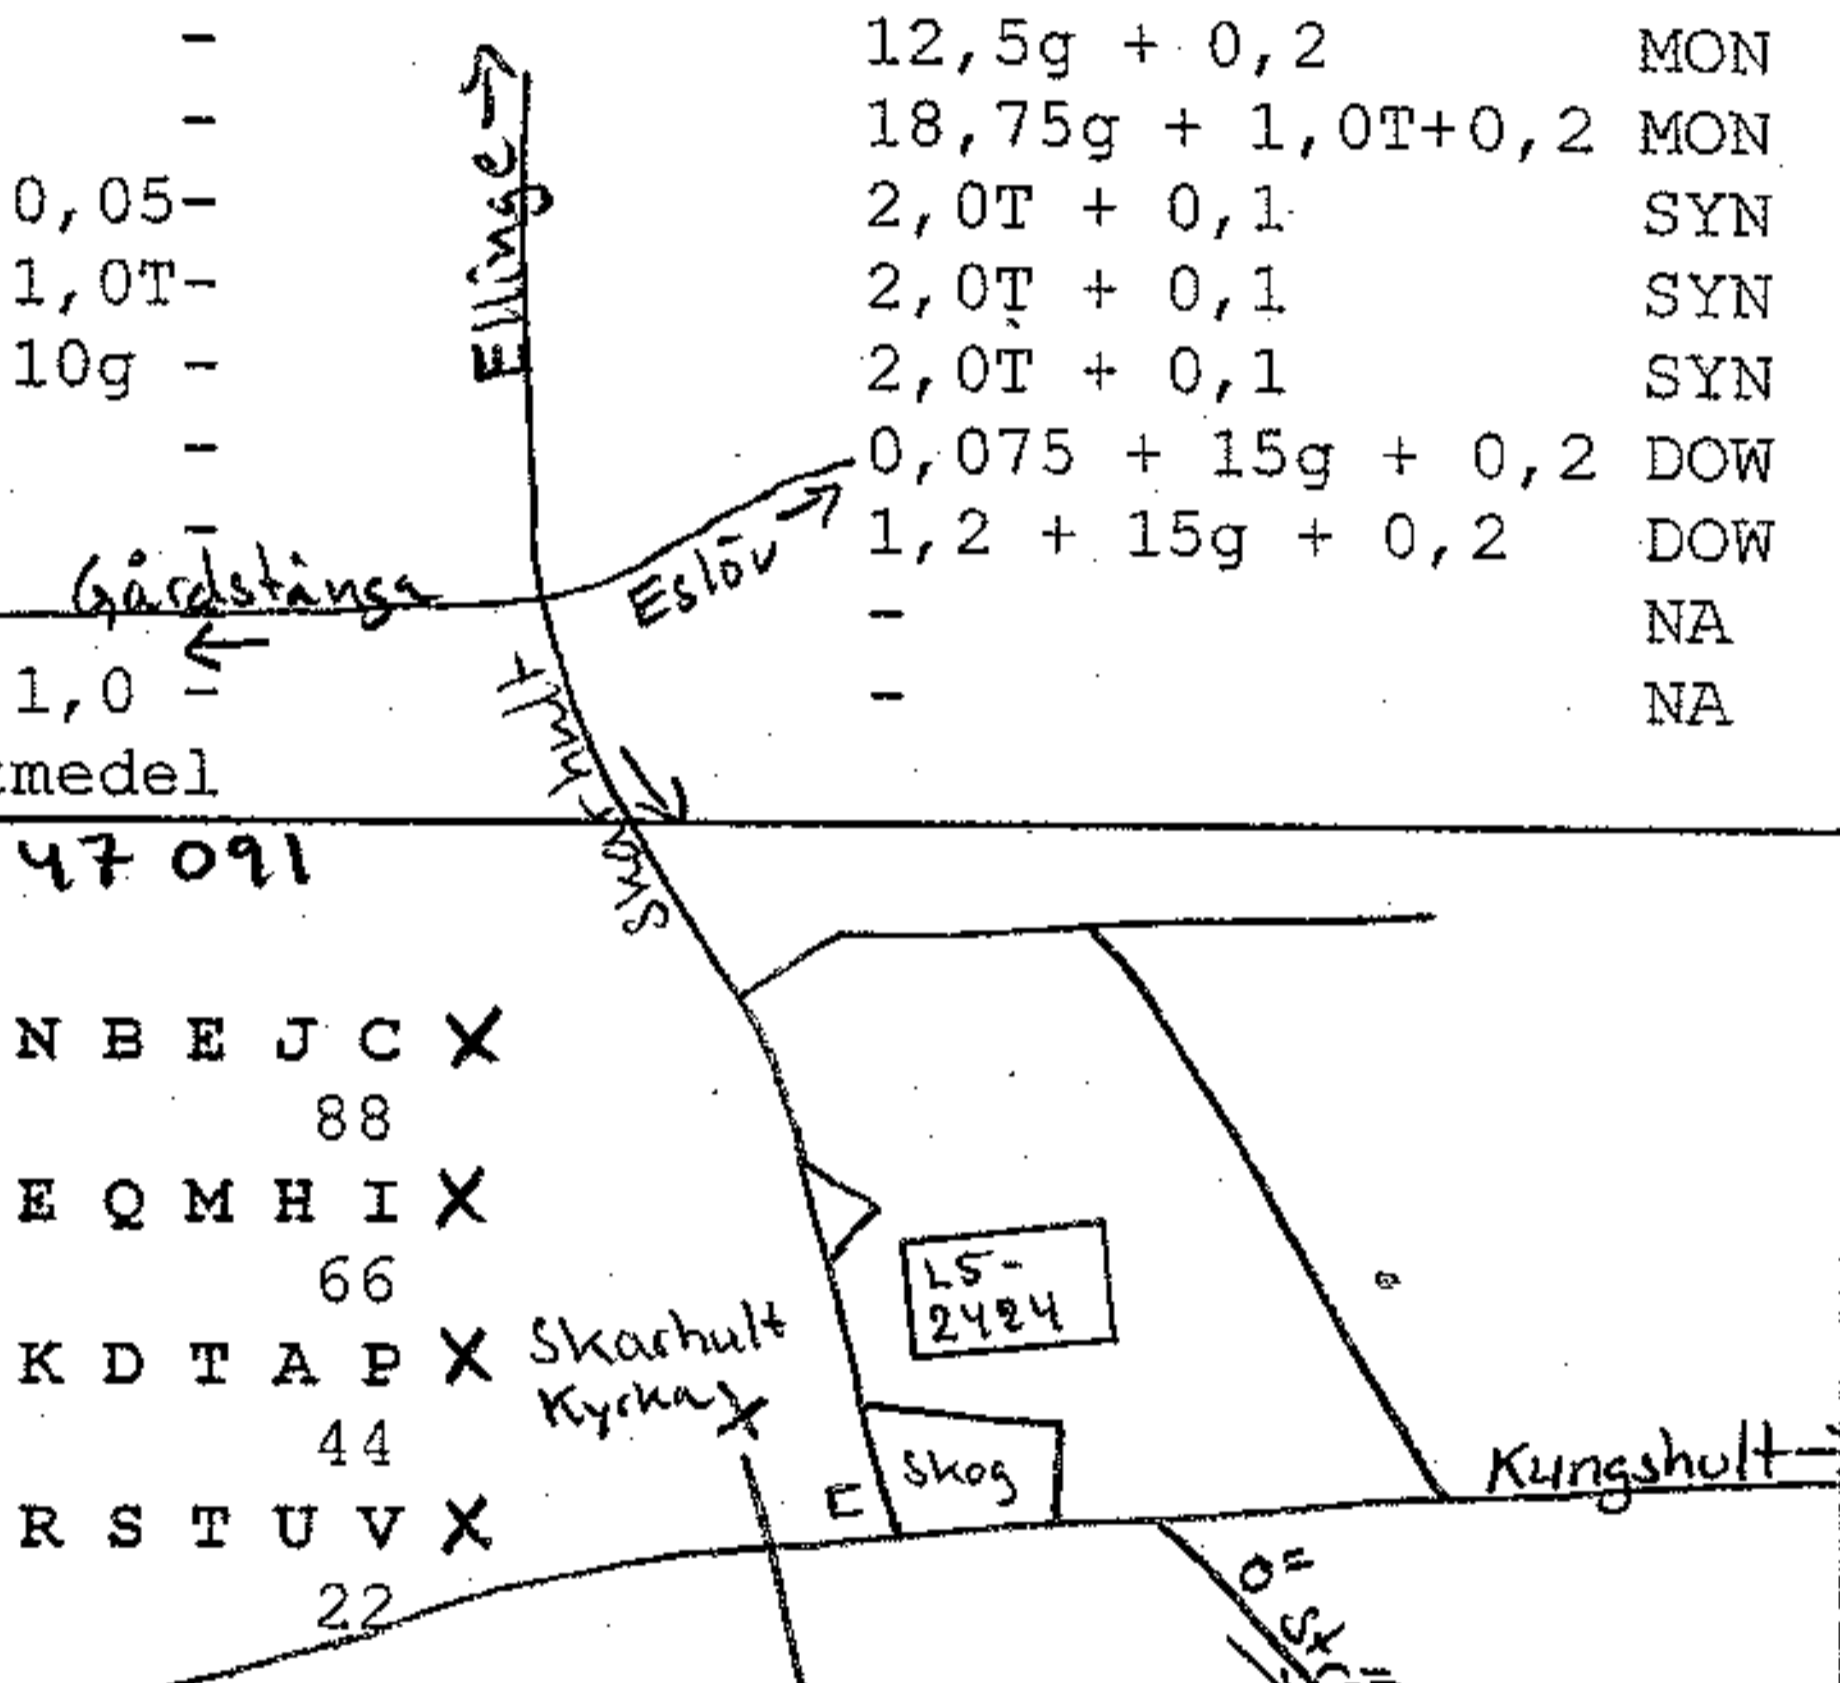 - 12,5g + 0,2 MON
- 18,75g + 1,0T+0,2 MON
0,05- 2,0T + 0,1 SYN
1,0T- 2,0T + 0,1 SYN
10g - 2,0T + 0,1 SYN
- 0,075 + 15g + 0,2 DOW
- 1,2 + 15g + 0,2 DOW
Ellinge
Eslöv
Gårdstånga
- NA
1,0 - - NA
medel
Skarhult
47 091
N B E J C X
88
E Q M H I X
66
LS-
2424
K D T A P X
Skarhult
Kyrka X
44
Skog
Kungshult
E
R S T U V X
22